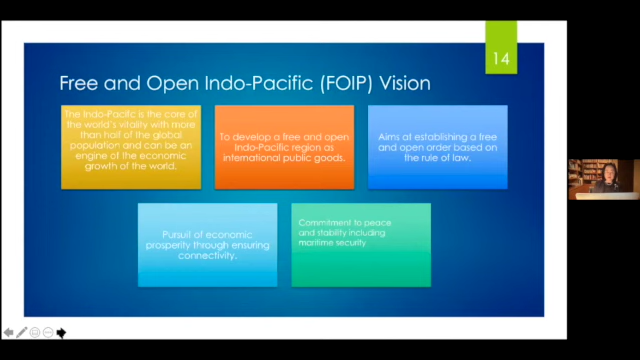 14
Free and Open Indo-Pacific (FOIP) Vision
The Indo-Pacific is the core of
the world's vitality with more
than half of the global
population and can be an
engine of the economic
growth of the world.
To develop a free and open
Indo-Pacific region as
international public goods.
Aims at establishing a free
and open order based on
the rule of law.
Pursuit of economic
prosperity through ensuring
connectivity.
Commitment to peace
and stability including
maritime security